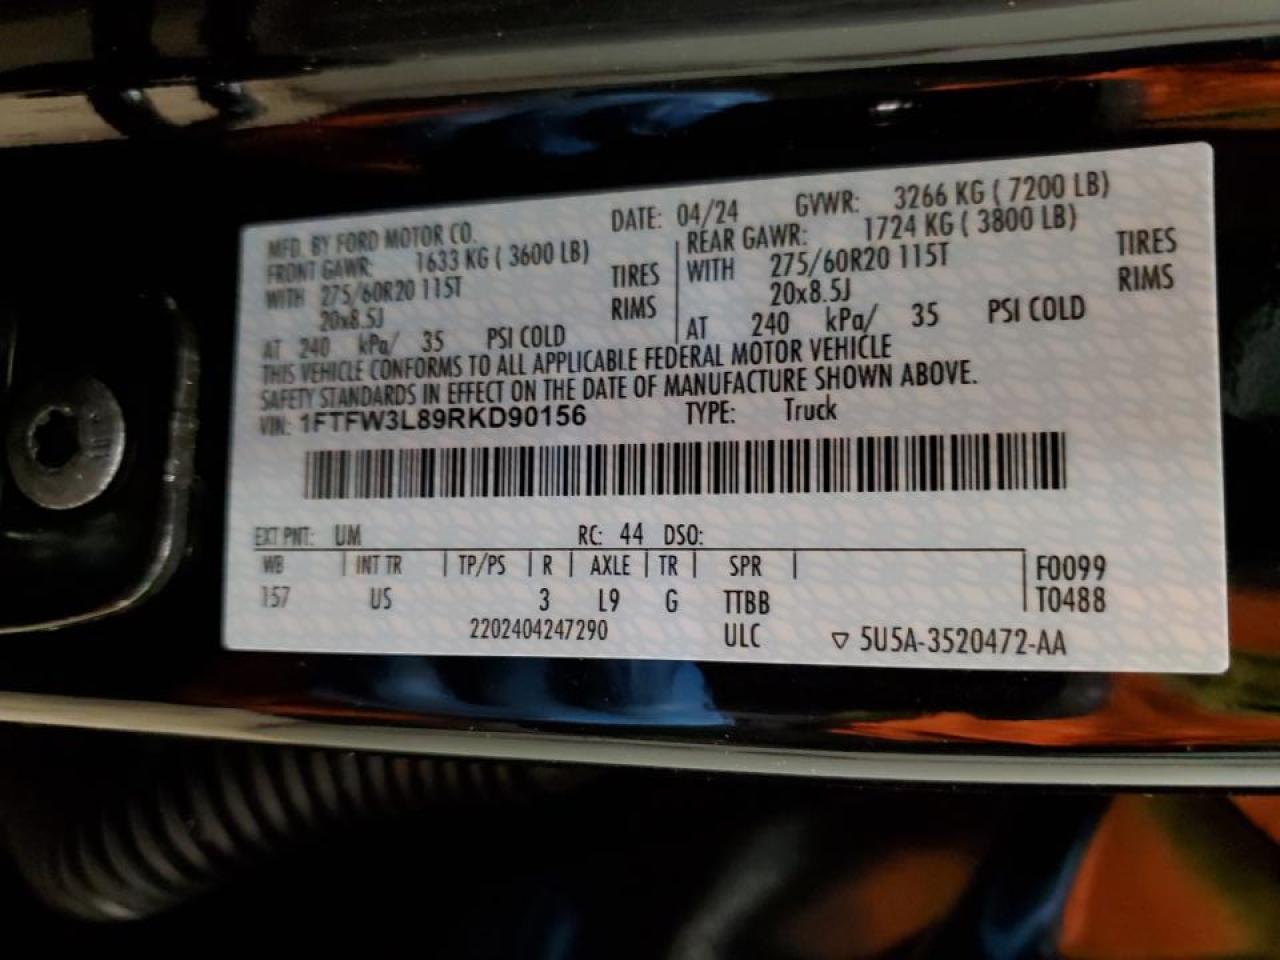 MFD. BY FORD MOTOR CO. DATE: 04/24 GVWR: 3266 KG ( 7200 LB)
FRONT GAWR: 1633 KG ( 3600 LB) REAR GAWR: 1724 KG ( 3800 LB)
WITH 275/60R20 115T TIRES WITH 275/60R20 115T TIRES
20x8.5J RIMS 20x8.5J RIMS
AT 240 kPa/ 35 PSI COLD AT 240 kPa/ 35 PSI COLD
THIS VEHICLE CONFORMS TO ALL APPLICABLE FEDERAL MOTOR VEHICLE
SAFETY STANDARDS IN EFFECT ON THE DATE OF MANUFACTURE SHOWN ABOVE.
VIN: 1FTFW3L89RKD90156 TYPE: Truck
EXT PNT: UM RC: 44 DSO:
WB INT TR TP/PS R AXLE TR SPR F0099
157 US 3 L9 G TTBB T0488
2202404247290 ULC ▽ 5U5A-3520472-AA